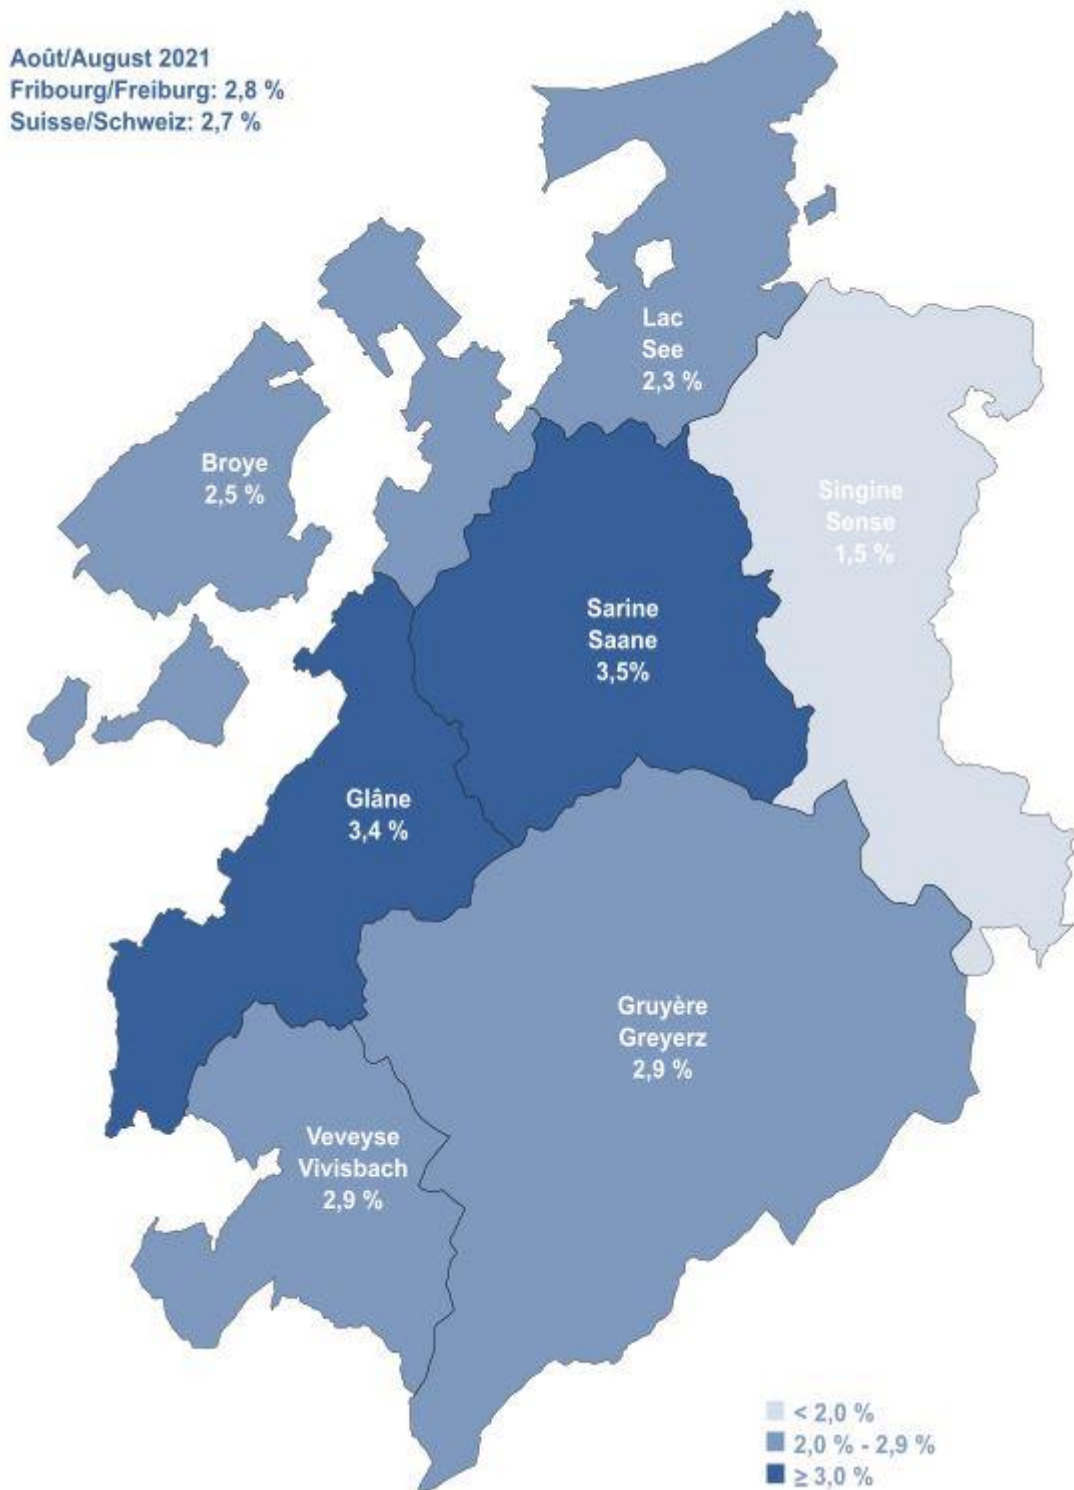 Août/August 2021
Fribourg/Freiburg: 2,8 %
Suisse/Schweiz: 2,7 %
Lac
See
2,3 %
Broye
2,5 %
Singine
Sense
1,5 %
Sarine
Saane
3,5%
Glâne
3,4 %
Gruyère
Greyerz
2,9 %
Veveyse
Vivisbach
2,9 %
< 2,0 %
2,0 % - 2,9 %
≥ 3,0 %